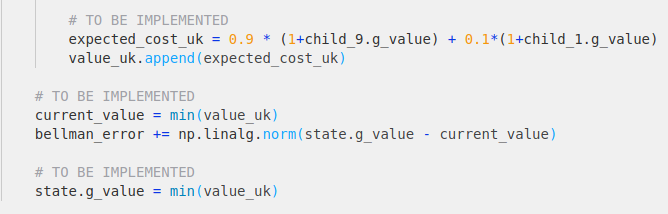 # TO BE IMPLEMENTED
expected_cost_uk = 0.9 * (1+child_9.g_value) + 0.1*(1+child_1.g_value)
value_uk.append(expected_cost_uk)
# TO BE IMPLEMENTED
current_value = min(value_uk)
bellman_error += np.linalg.norm(state.g_value - current_value)
# TO BE IMPLEMENTED
state.g_value = min(value_uk)